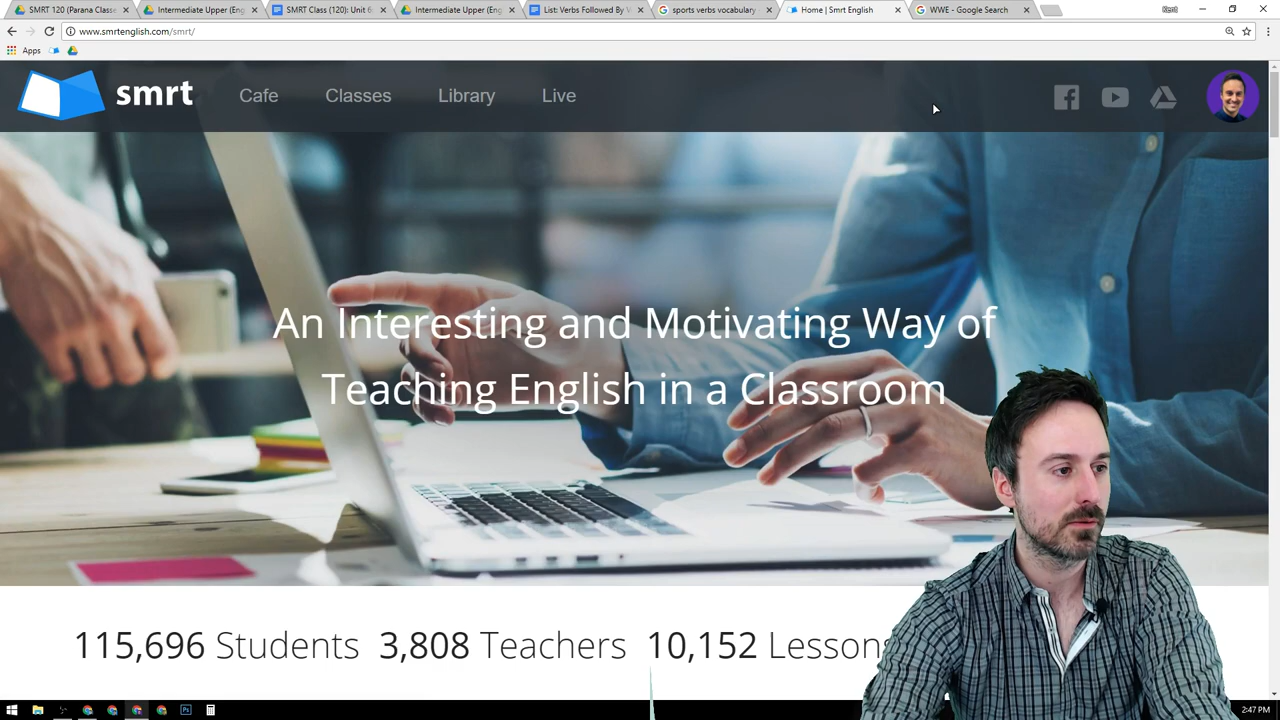 SMRT 120 (Parana Classe
Intermediate Upper (Eng
SMRT Class (120): Unit 6
Intermediate Upper (Eng
List: Verbs Followed By V
sports verbs vocabulary
Home | Smrt English
WWE - Google Search
www.smrtenglish.com/smrt/
Apps
smrt
Cafe
Classes
Library
Live
An Interesting and Motivating Way of
Teaching English in a Classroom
115,696 Students 3,808 Teachers 10,152 Lesson
2:47 PM